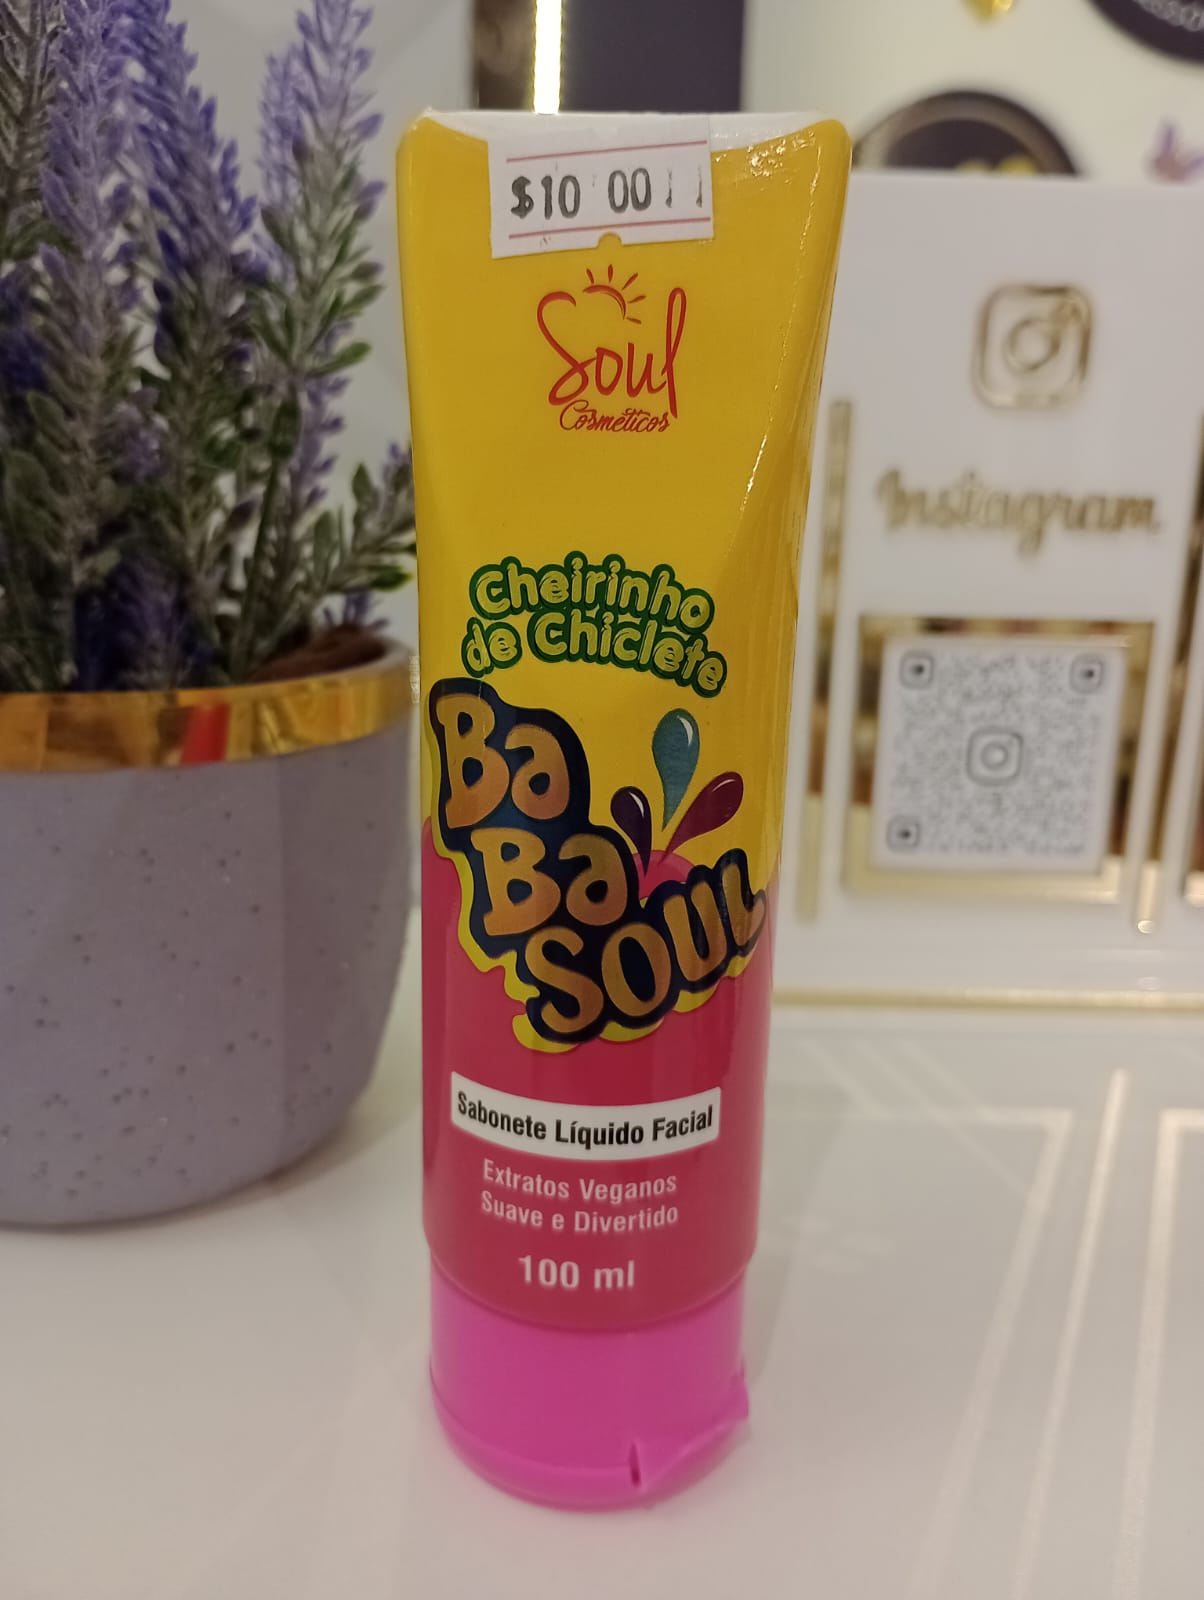 $10 00
Soul
Cosméticos
Cheirinho
de Chiclete
Ba
Ba
SOUL
Sabonete Líquido Facial
Extratos Veganos
Suave e Divertido
100 ml
Instagram